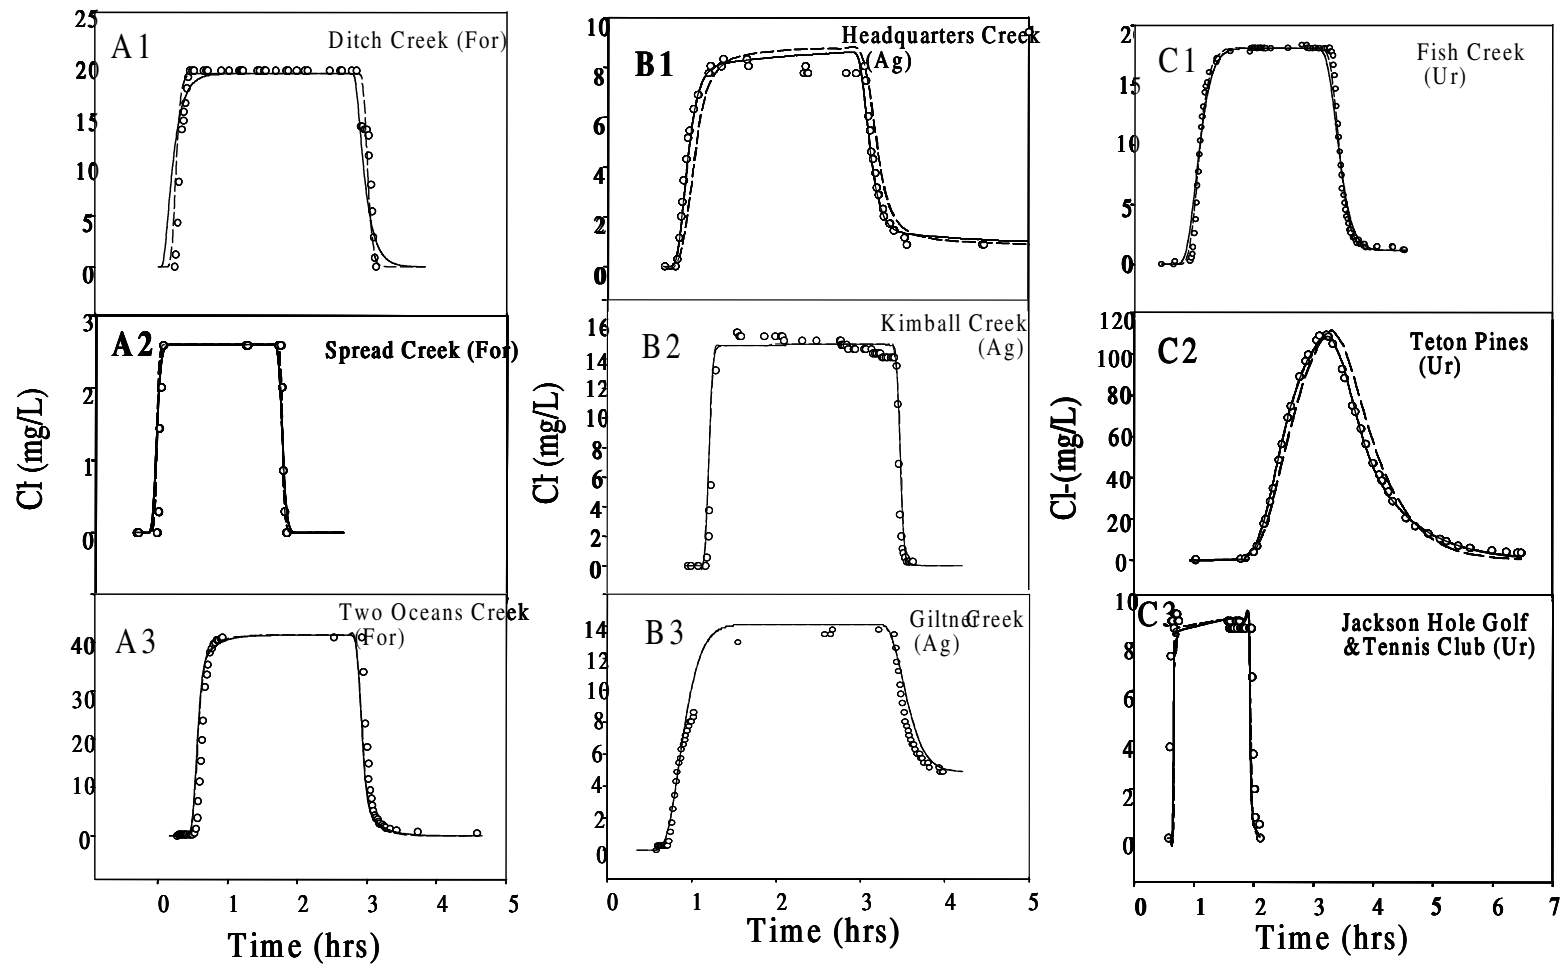 25
20
15
10
5
0
A1
Ditch Creek (For)
3
2
1
0
A2
Spread Creek (For)
40
30
20
10
0
A3
Two Oceans Creek
(For)
Cl- (mg/L)
0 1 2 3 4 5
Time (hrs)
10
8
6
4
2
0
B1
Headquarters Creek
(Ag)
16
14
12
10
8
6
4
2
0
B2
Kimball Creek
(Ag)
14
12
10
8
6
4
2
0
B3
Giltner Creek
(Ag)
Cl- (mg/L)
0 1 2 3 4 5
Time (hrs)
2
15
10
5
0
C1
Fish Creek
(Ur)
120
100
80
60
40
20
0
C2
Teton Pines
(Ur)
10
8
6
4
2
0
C3
Jackson Hole Golf
&Tennis Club (Ur)
Cl-(mg/L)
0 1 2 3 4 5 6 7
Time (hrs)